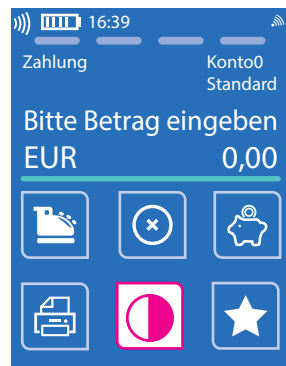 16:39
Zahlung Konto0
Standard
Bitte Betrag eingeben
EUR 0,00